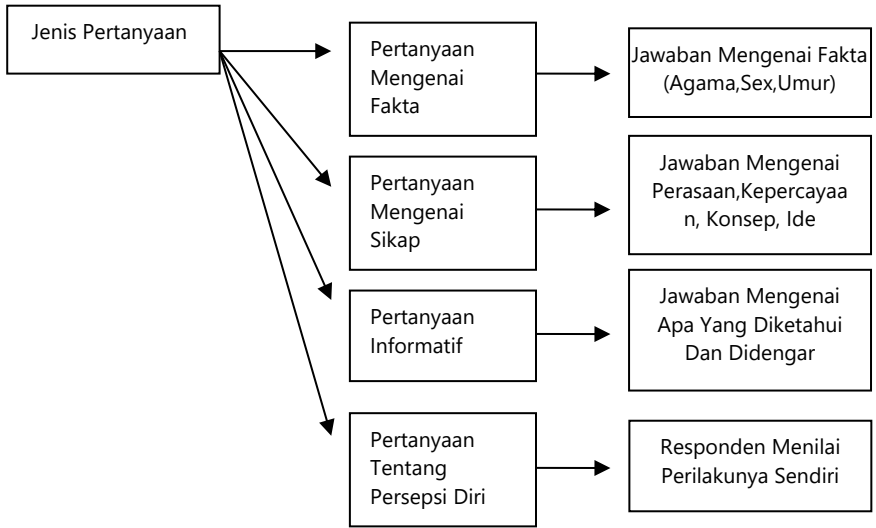 Jenis Pertanyaan
Pertanyaan
Mengenai
Fakta
Jawaban Mengenai Fakta
(Agama,Sex,Umur)
Pertanyaan
Mengenai
Sikap
Jawaban Mengenai
Perasaan,Kepercayaa
n, Konsep, Ide
Pertanyaan
Informatif
Jawaban Mengenai
Apa Yang Diketahui
Dan Didengar
Pertanyaan
Tentang
Persepsi Diri
Responden Menilai
Perilakunya Sendiri